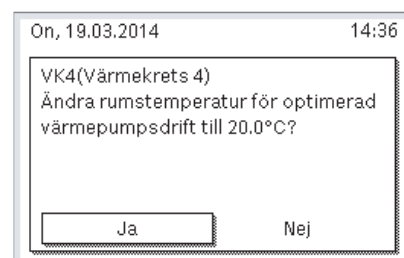 On, 19.03.2014 14:36
VK4(Värmekrets 4)
Ändra rumstemperatur för optimerad
värmepumpsdrift till 20.0°C?
Ja Nej